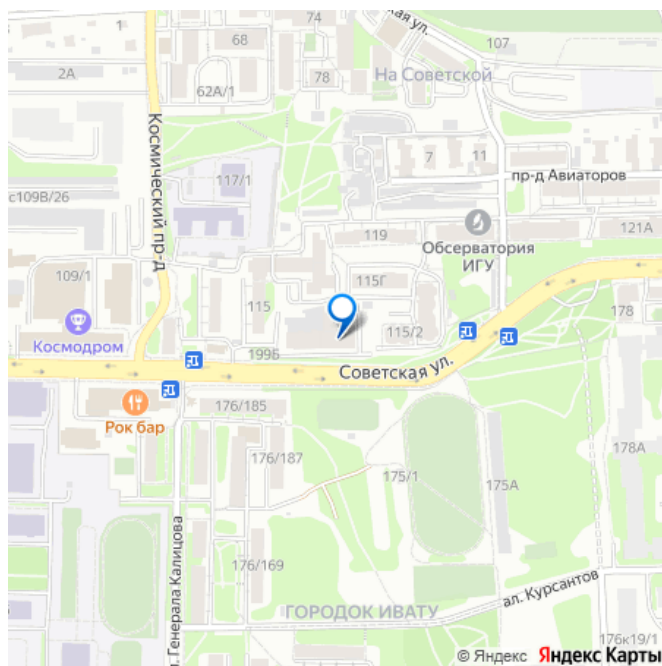 74
ская ул.
107
68
На Советской
2А
78
62А/1
Космический пр-д
7
11
117/1
пр-д Авиаторов
с109В/26
119
121А
Обсерватория
ИГУ
109/1
115Г
115
178
Космодром
115/2
199Б
Советская ул.
176/185
Рок бар
178А
176/187
175/1
175А
л. Генерала Калицова
176/169
ал. Курсантов
ГОРОДОК ИВАТУ
176к19/1
© Яндекс Яндекс Карты